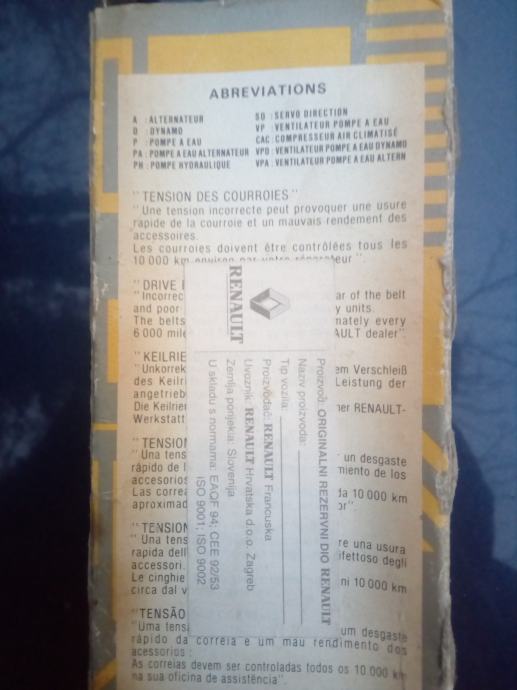 ABREVIATIONS
A : ALTERNATEUR
D : DYNAMO
P : POMPE A EAU
PA : POMPE A EAU ALTERNATEUR
PH : POMPE HYDRAULIQUE
SD : SERVO DIRECTION
VP : VENTILATEUR POMPE A EAU
CAC : COMPRESSEUR AIR CLIMATISÉ
VPD : VENTILATEUR POMPE A EAU DYNAMO
VPA : VENTILATEUR POMPE A EAU ALTERN
"TENSION DES COURROIES"
"Une tension incorrecte peut provoquer une usure
rapide de la courroie et un mauvais rendement des
accessoires.
Les courroies doivent être contrôlées tous les
10 000 km environ par votre réparateur".
"DRIVE
"Incorrec ar of the belt
and poor y units.
The belts mately every
6 000 mile AULT dealer".
"KEILRIE
"Unkorrek em Verschleiß
des Keilri Leistung der
angetrieb
Die Keilrier ner RENAULT-
Werkstatt
"TENSION
"Una tens un desgaste
rápido de l miento de los
accesorios
Las correa da 10 000 km
aproximad or"
"TENSION
"Una tens re una usura
rapida dell ifettoso degli
accessori.
Le cinghie ni 10 000 km
circa dal v
"TENSÃO
"Uma tensã um desgaste
rápido da correia e um mau rendimento dos
acessorios :
As correias devem ser controladas todos os 10 000 km
na sua oficina de assistência".
RENAULT
Proizvod: ORIGINALNI REZERVNI DIO RENAULT
Naziv proizvoda:
Tip vozila:
Proizvođač: RENAULT Francuska
Uvoznik: RENAULT Hrvatska d.o.o. Zagreb
Zemlja porijekla: Slovenija
U skladu s normama: EAQF 94; CEE 92/53
ISO 9001; ISO 9002